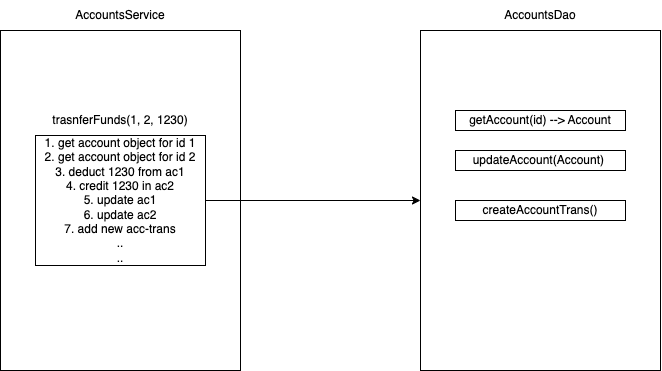 AccountsService
AccountsDao
trasnferFunds(1, 2, 1230)
1. get account object for id 1
2. get account object for id 2
3. deduct 1230 from ac1
4. credit 1230 in ac2
5. update ac1
6. update ac2
7. add new acc-trans
..
..
getAccount(id) --> Account
updateAccount(Account)
createAccountTrans()